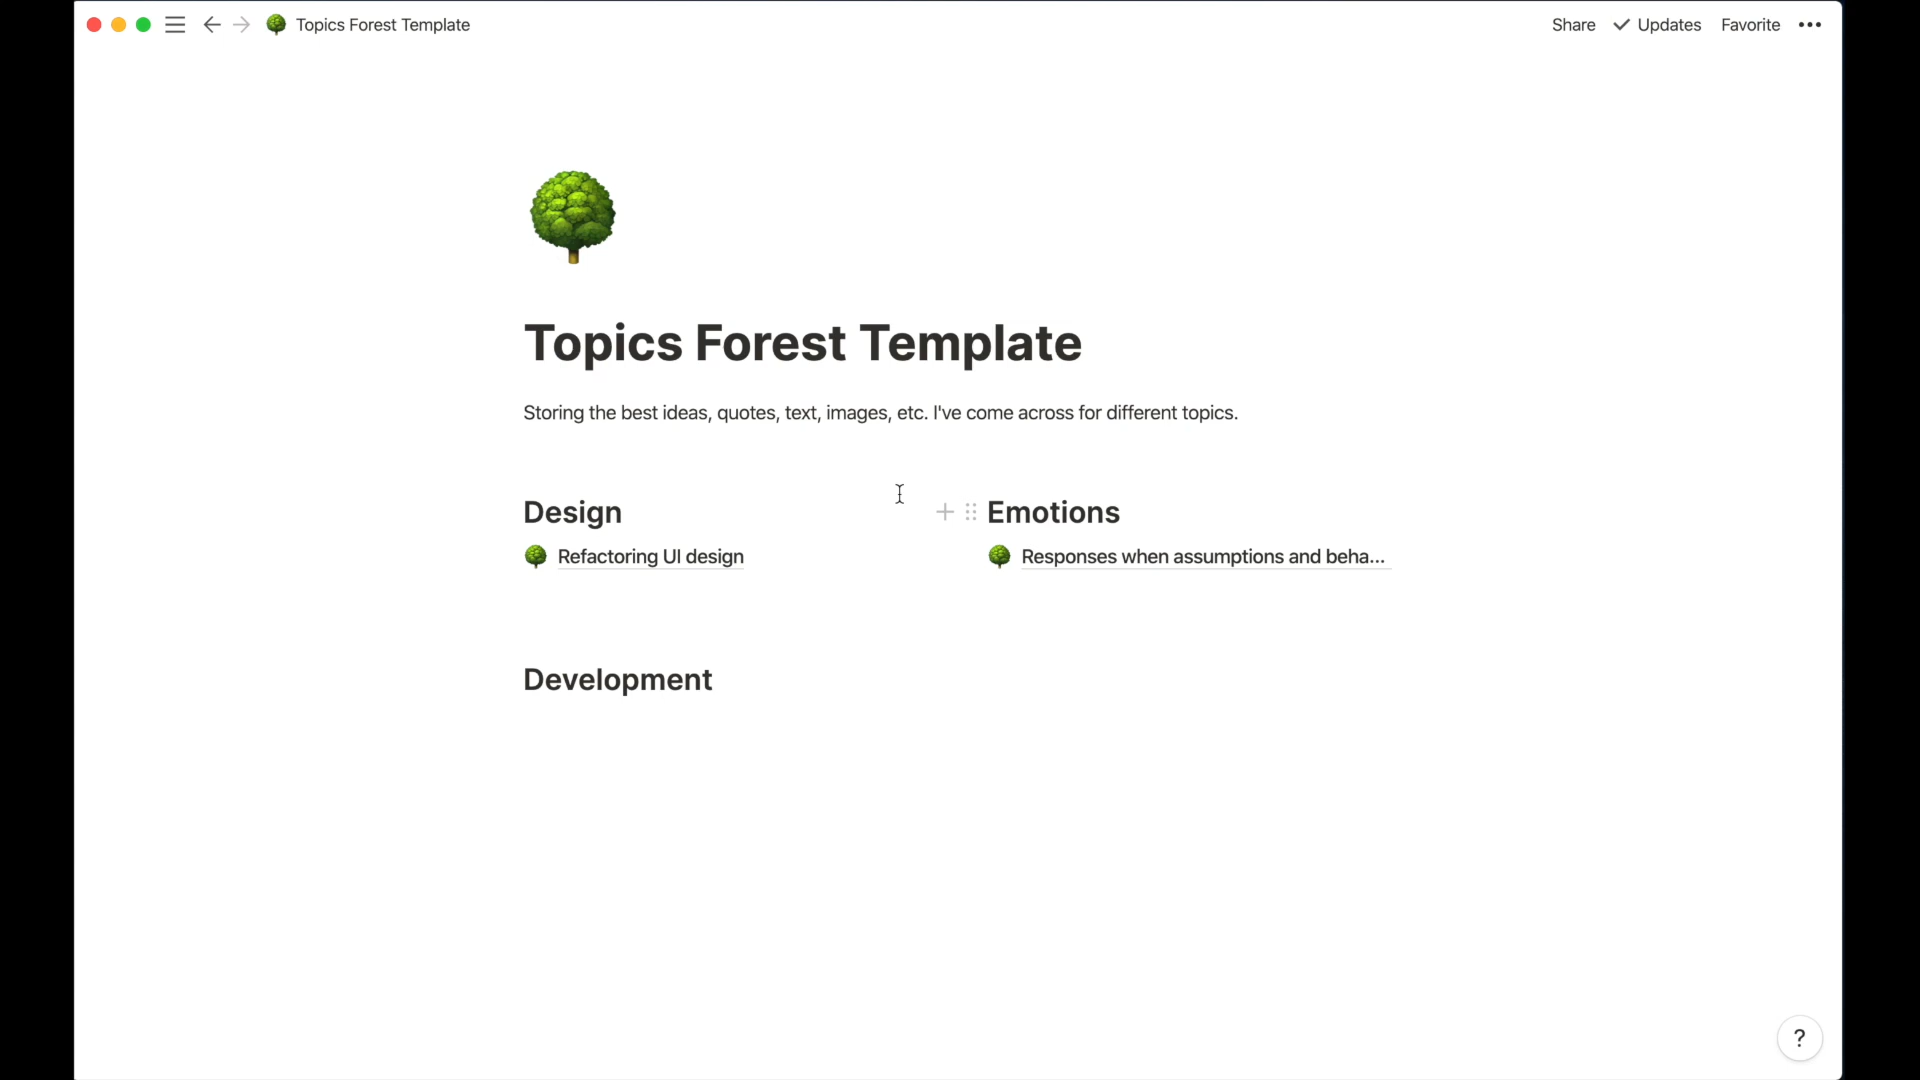 Topics Forest Template
Share ✓ Updates Favorite •••
Topics Forest Template
Storing the best ideas, quotes, text, images, etc. I've come across for different topics.
Design
Refactoring UI design
Emotions
Responses when assumptions and beha...
Development
?